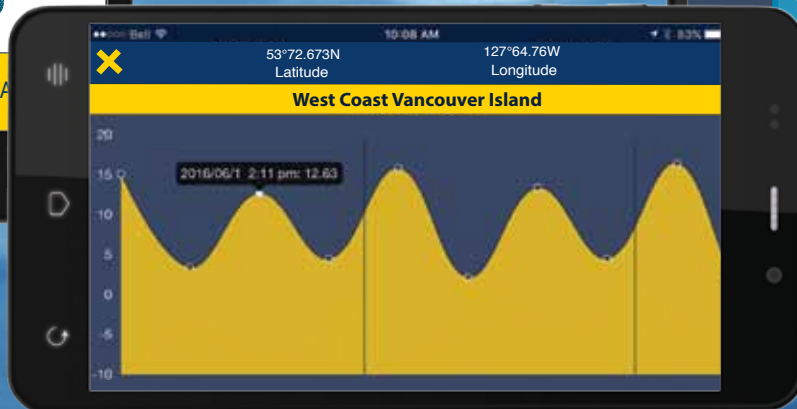 Bell 10:08 AM 83%
53°72.673N 127°64.76W
Latitude Longitude
West Coast Vancouver Island
20
2016/06/1 2:11 pm: 12.63
15
10
5
0
-5
-10
A